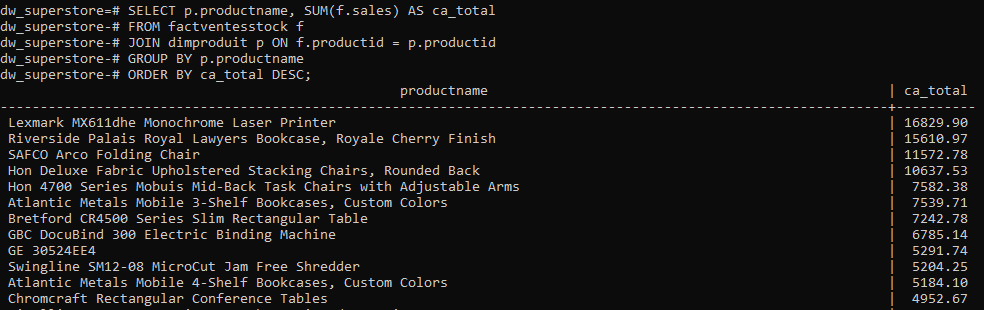 dw_superstore=# SELECT p.productname, SUM(f.sales) AS ca_total
dw_superstore-# FROM factventesstock f
dw_superstore-# JOIN dimproduit p ON f.productid = p.productid
dw_superstore-# GROUP BY p.productname
dw_superstore-# ORDER BY ca_total DESC;
productname | ca_total
Lexmark MX611dhe Monochrome Laser Printer | 16829.90
Riverside Palais Royal Lawyers Bookcase, Royale Cherry Finish | 15610.97
SAFCO Arco Folding Chair | 11572.78
Hon Deluxe Fabric Upholstered Stacking Chairs, Rounded Back | 10637.53
Hon 4700 Series Mobuis Mid-Back Task Chairs with Adjustable Arms | 7582.38
Atlantic Metals Mobile 3-Shelf Bookcases, Custom Colors | 7539.71
Bretford CR4500 Series Slim Rectangular Table | 7242.78
GBC DocuBind 300 Electric Binding Machine | 6785.14
GE 30524EE4 | 5291.74
Swingline SM12-08 MicroCut Jam Free Shredder | 5204.25
Atlantic Metals Mobile 4-Shelf Bookcases, Custom Colors | 5184.10
Chromcraft Rectangular Conference Tables | 4952.67